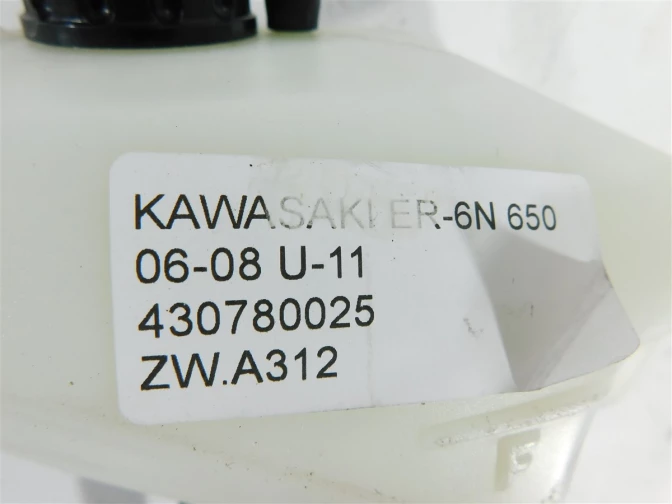 KAWASAKI ER-6N 650
06-08 U-11
430780025
ZW.A312